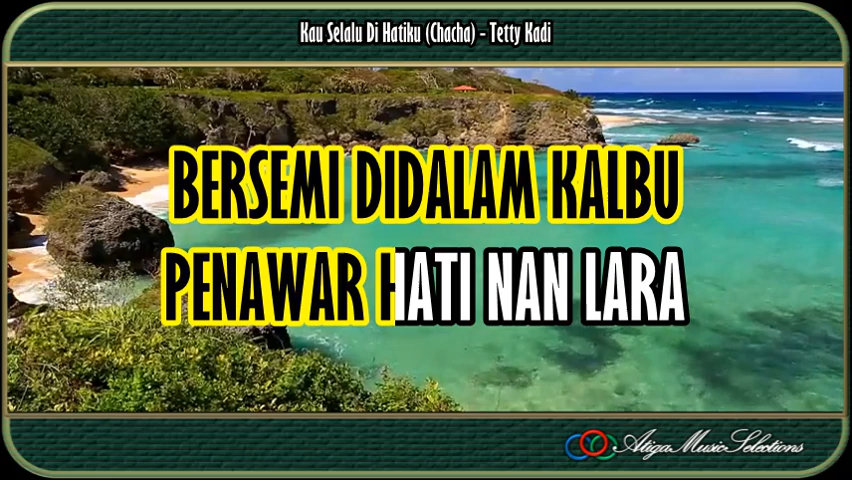 Kau Selalu Di Hatiku (Chacha) - Tetty Kadi
BERSEMI DIDALAM KALBU
PENAWAR HATI NAN LARA
Atiga Music Selections